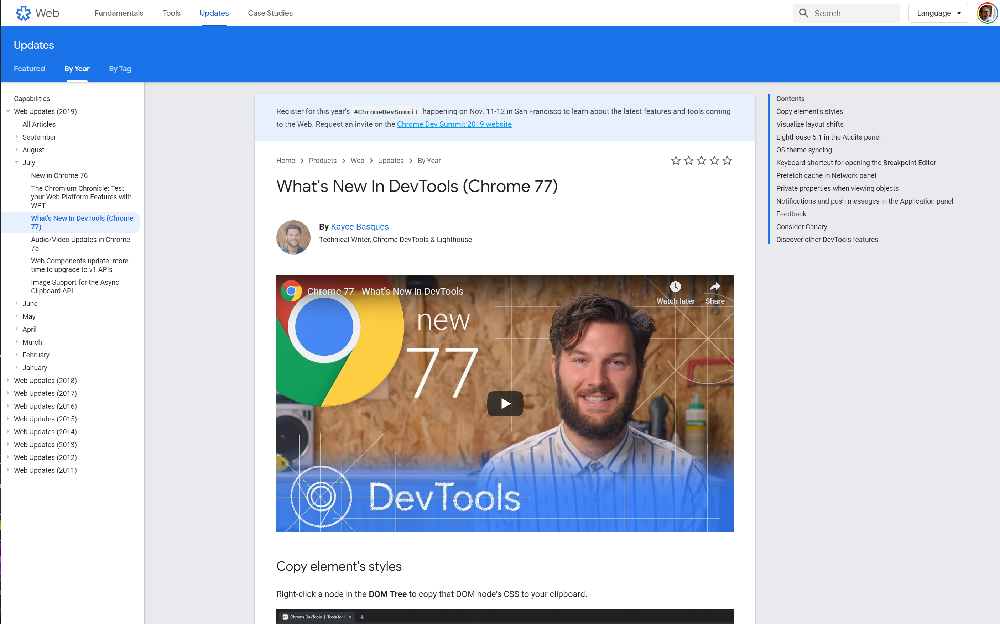 Web
Fundamentals
Tools
Updates
Case Studies
Search
Language
Updates
Featured
By Year
By Tag
Capabilities
Web Updates (2019)
All Articles
September
August
July
New in Chrome 76
The Chromium Chronicle: Test
your Web Platform Features with
WPT
What's New In DevTools (Chrome
77)
Audio/Video Updates in Chrome
75
Web Components update: more
time to upgrade to v1 APIs
Image Support for the Async
Clipboard API
June
May
April
March
February
January
Web Updates (2018)
Web Updates (2017)
Web Updates (2016)
Web Updates (2015)
Web Updates (2014)
Web Updates (2013)
Web Updates (2012)
Web Updates (2011)
Register for this year’s #ChromeDevSummit happening on Nov. 11-12 in San Francisco to learn about the latest features and tools coming
to the Web. Request an invite on the Chrome Dev Summit 2019 website
Home > Products > Web > Updates > By Year
What's New In DevTools (Chrome 77)
By Kayce Basques
Technical Writer, Chrome DevTools & Lighthouse
Chrome 77 - What’s New in DevTools
Watch later
Share
new
77
DevTools
Copy element's styles
Right-click a node in the DOM Tree to copy that DOM node's CSS to your clipboard.
Chrome DevTools | Tools for
Contents
Copy element's styles
Visualize layout shifts
Lighthouse 5.1 in the Audits panel
OS theme syncing
Keyboard shortcut for opening the Breakpoint Editor
Prefetch cache in Network panel
Private properties when viewing objects
Notifications and push messages in the Application panel
Feedback
Consider Canary
Discover other DevTools features